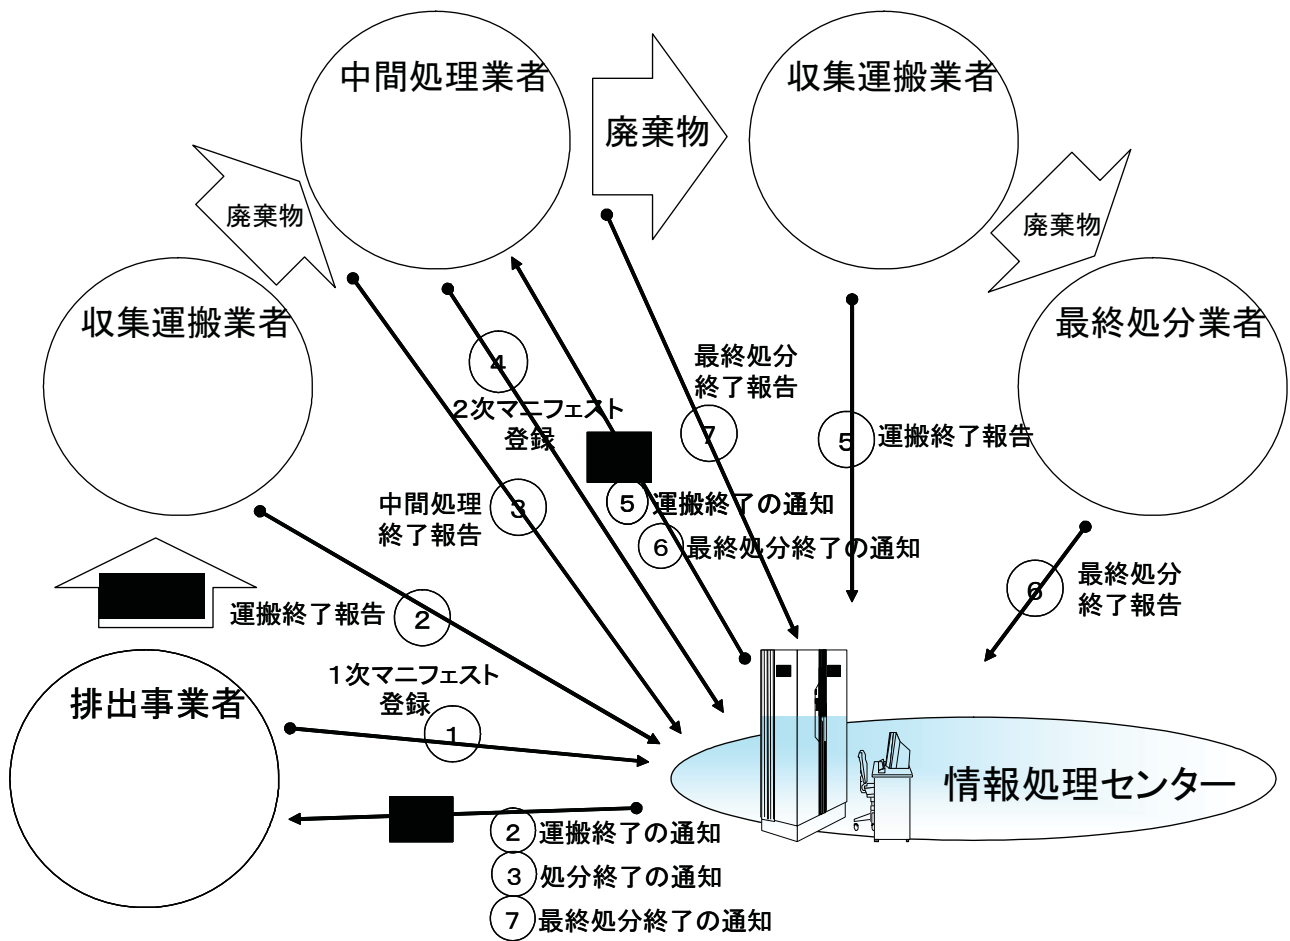 中間処理業者
収集運搬業者
廃棄物
廃棄物
廃棄物
収集運搬業者
最終処分業者
④
2次マニフェスト
登録
最終処分
終了報告
⑦
⑤
運搬終了報告
中間処理
終了報告
③
⑤
運搬終了の通知
⑥
最終処分終了の通知
⑥
最終処分
終了報告
運搬終了報告
②
1次マニフェスト
登録
①
排出事業者
情報処理センター
②
運搬終了の通知
③
処分終了の通知
⑦
最終処分終了の通知